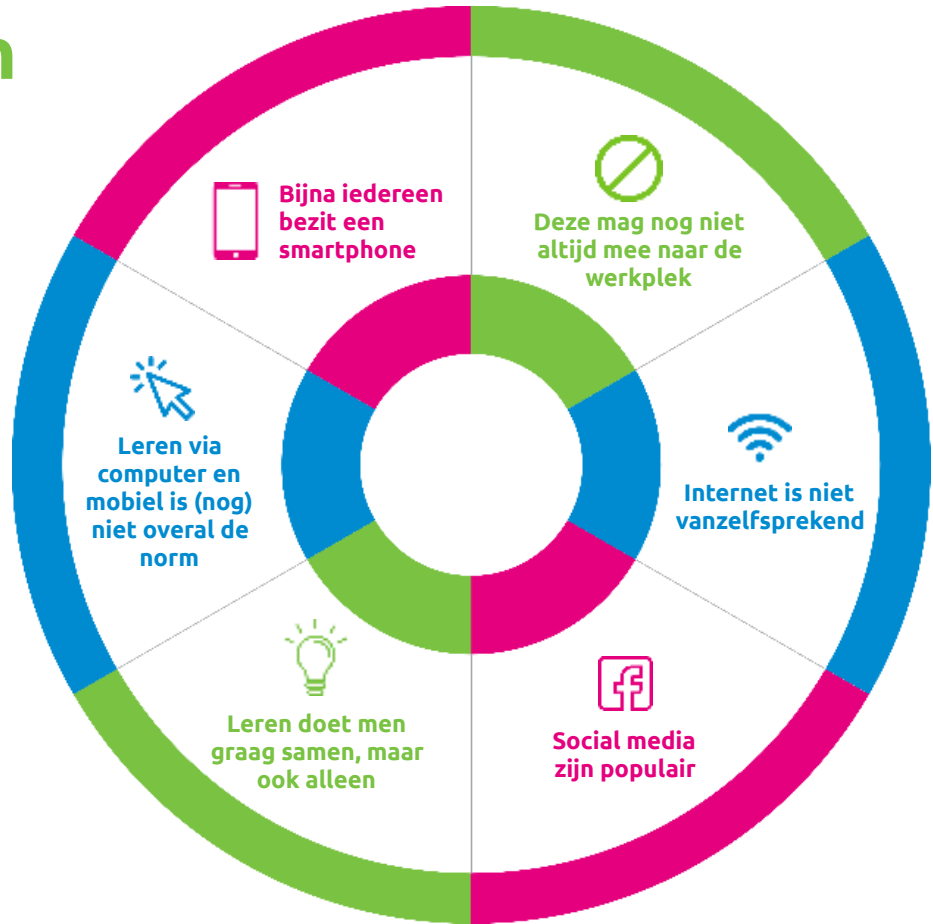 n
Bijna iedereen
bezit een
smartphone
Deze mag nog niet
altijd mee naar de
werkplek
Internet is niet
vanzelfsprekend
Social media
zijn populair
Leren doet men
graag samen, maar
ook alleen
Leren via
computer en
mobiel is (nog)
niet overal de
norm